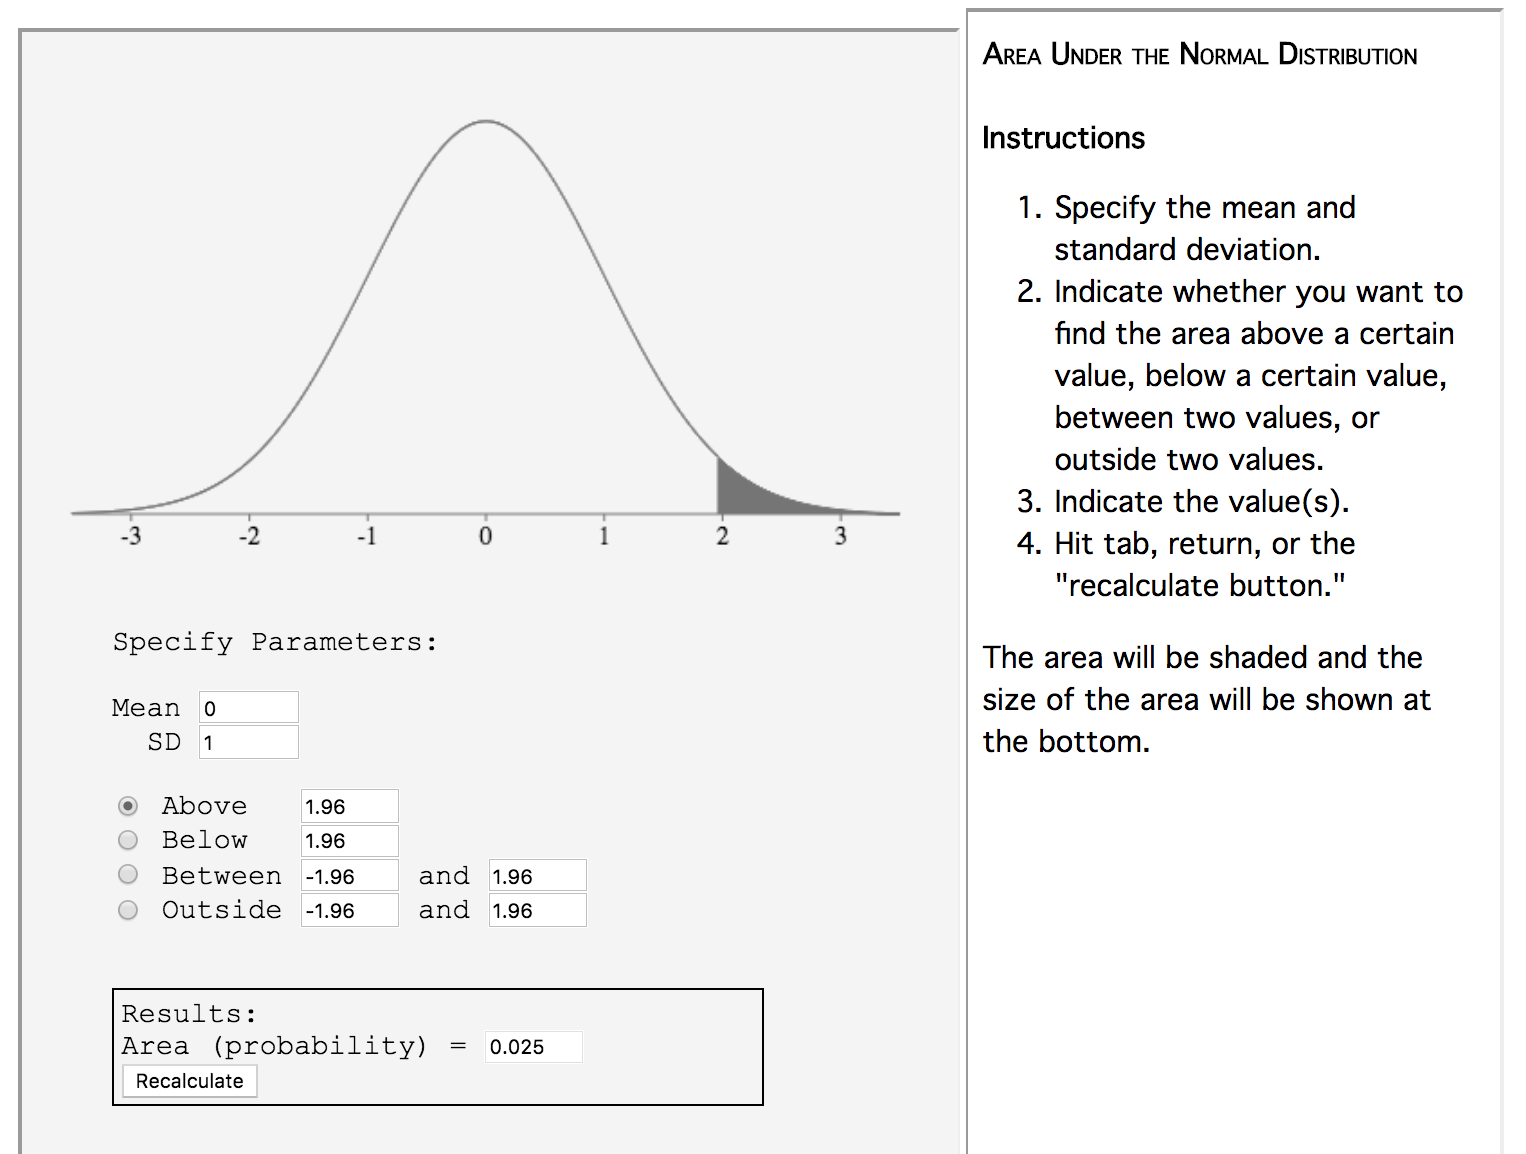 -3 -2 -1 0 1 2 3
Specify Parameters:
Mean 0
SD 1
Above 1.96
Below 1.96
Between -1.96 and 1.96
Outside -1.96 and 1.96
Results:
Area (probability) = 0.025
Recalculate
AREA UNDER THE NORMAL DISTRIBUTION
Instructions
1. Specify the mean and
standard deviation.
2. Indicate whether you want to
find the area above a certain
value, below a certain value,
between two values, or
outside two values.
3. Indicate the value(s).
4. Hit tab, return, or the
"recalculate button."
The area will be shaded and the
size of the area will be shown at
the bottom.